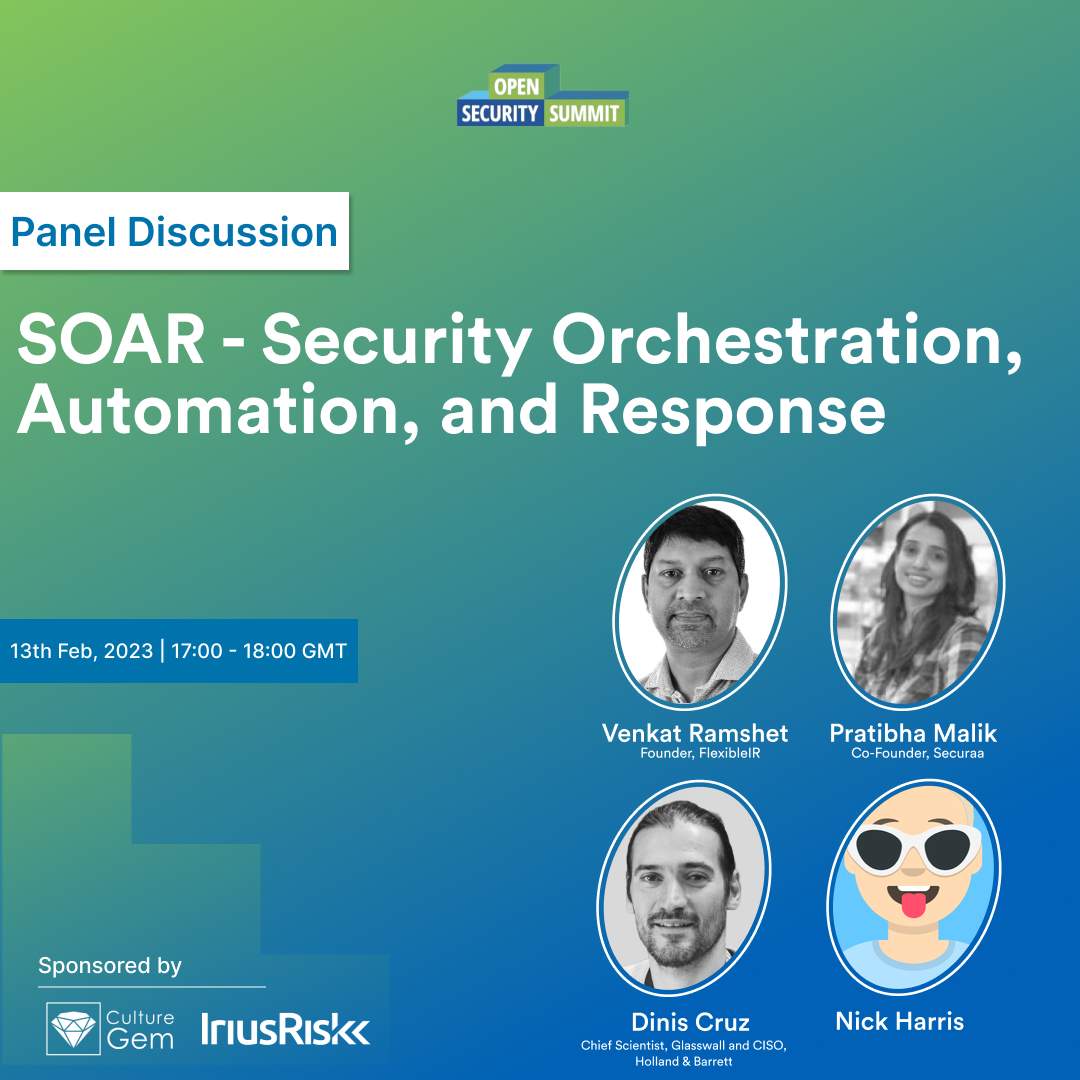 OPEN
SECURITY SUMMIT
Panel Discussion
SOAR - Security Orchestration,
Automation, and Response
13th Feb, 2023 | 17:00 - 18:00 GMT
Venkat Ramshet
Founder, FlexibleIR
Pratibha Malik
Co-Founder, Securaa
Dinis Cruz
Chief Scientist, Glasswall and CISO,
Holland & Barrett
Nick Harris
Sponsored by
Culture
Gem
IriusRisk